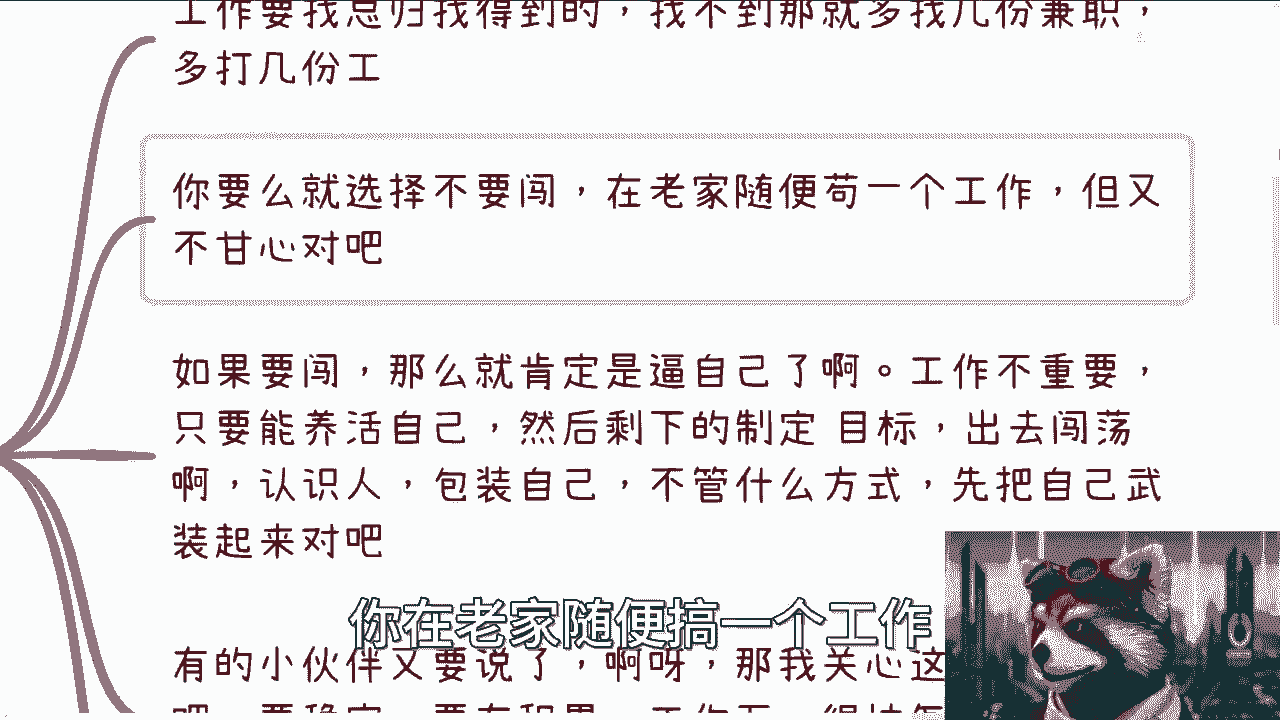 工作要找总归找得到的，找不到那就多找几份兼职，
多打几份工
你要么就选择不要闯，在老家随便苟一个工作，但又
不甘心对吧
如果要闯，那么就肯定是逼自己了啊。工作不重要，
只要能养活自己，然后剩下的制定 目标，出去闯荡
啊，认识人，包装自己，不管什么方式，先把自己武
装起来对吧
你在老家随便搞一个工作
有的小伙伴又要说了，啊呀，那我关心这